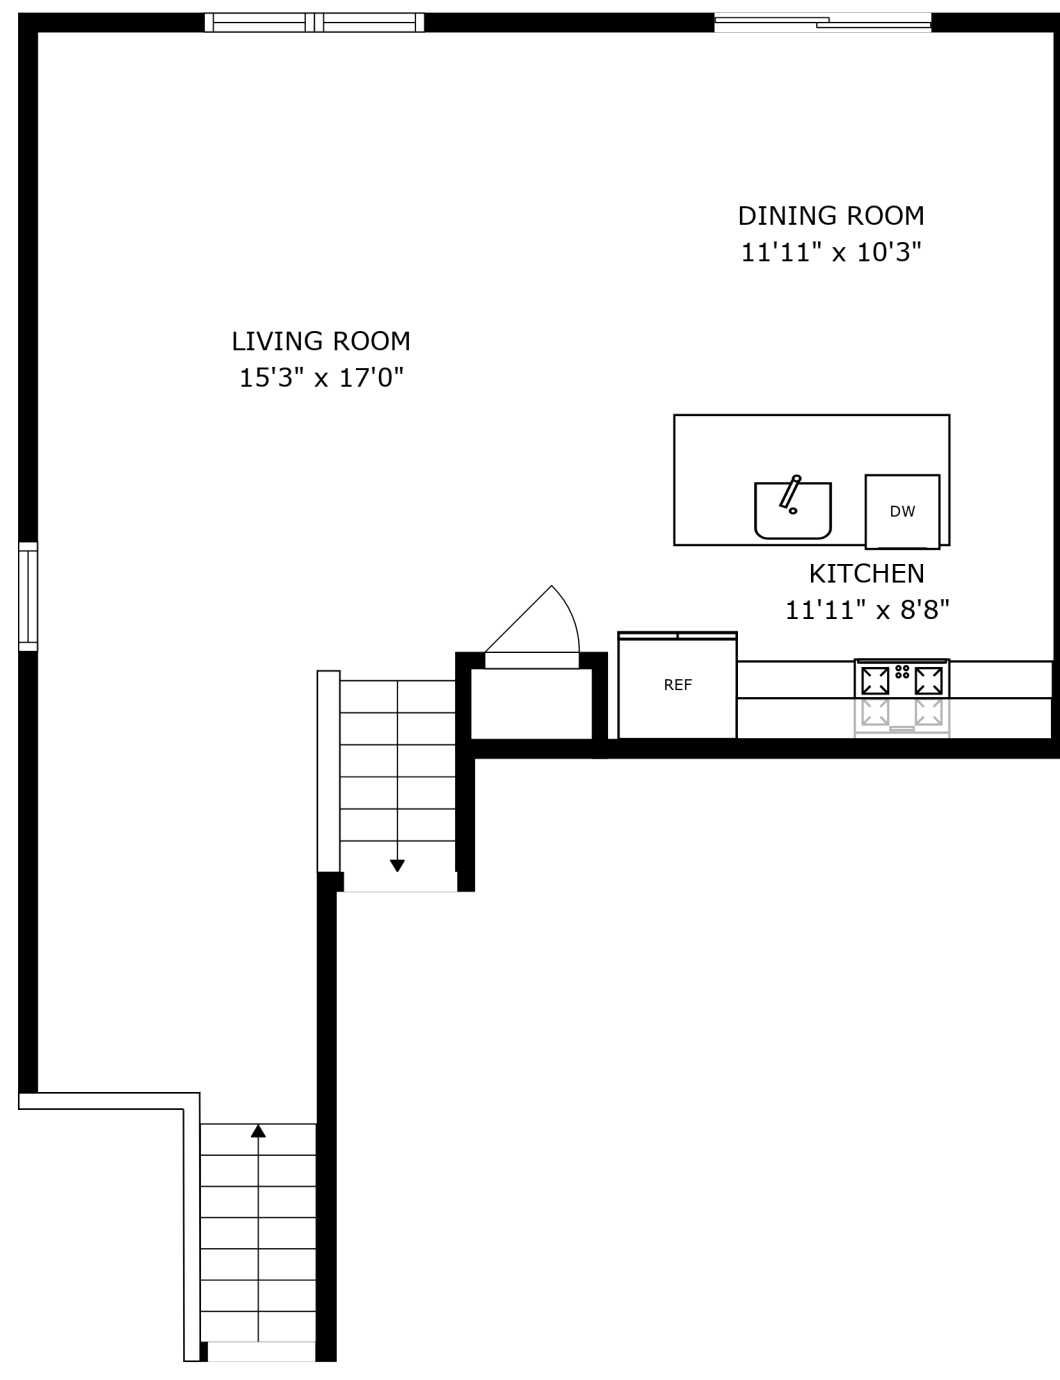 DINING ROOM
11'11" x 10'3"
LIVING ROOM
15'3" x 17'0"
DW
KITCHEN
11'11" x 8'8"
REF